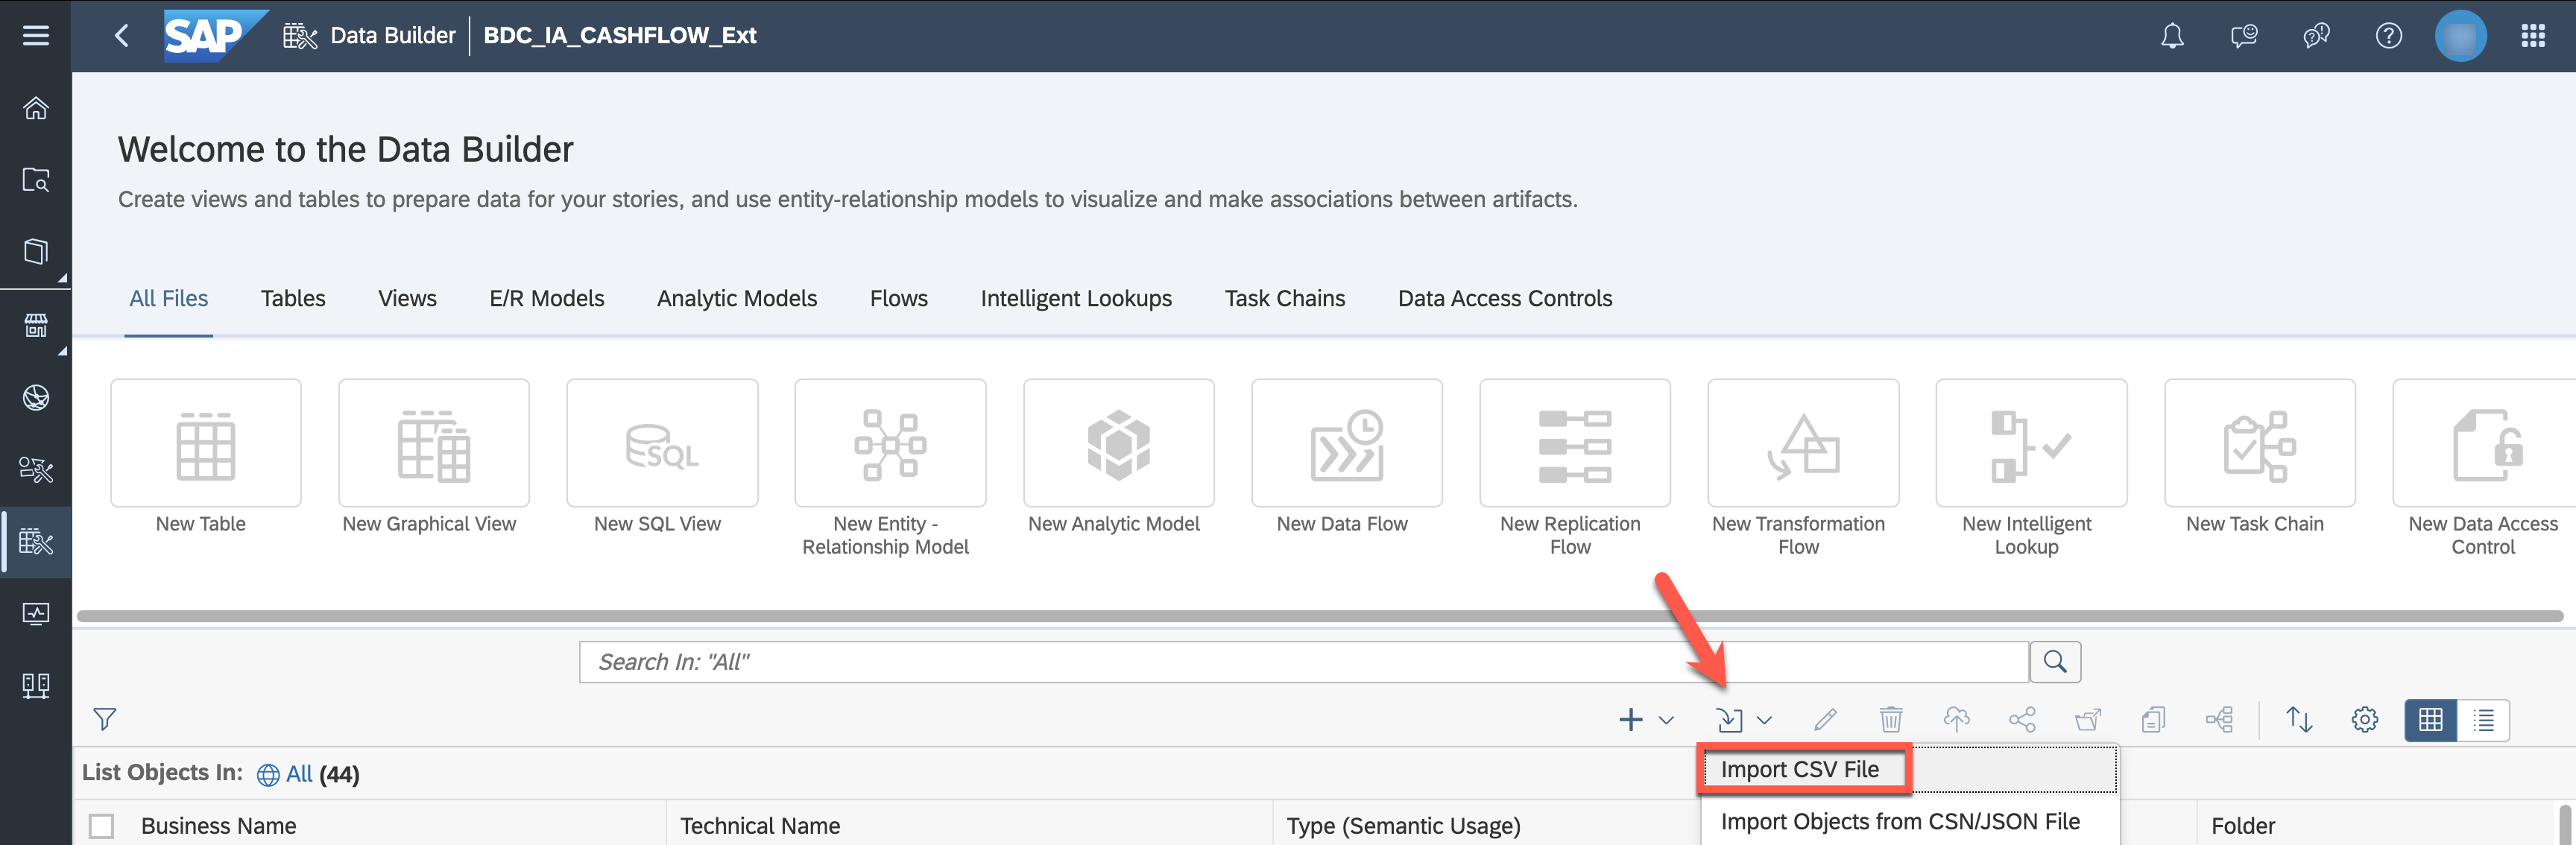 SAP Data Builder BDC_IA_CASHFLOW_Ext
Welcome to the Data Builder
Create views and tables to prepare data for your stories, and use entity-relationship models to visualize and make associations between artifacts.
All Files Tables Views E/R Models Analytic Models Flows Intelligent Lookups Task Chains Data Access Controls
SQL
New Table
New Graphical View
New SQL View
New Entity -
Relationship Model
New Analytic Model
New Data Flow
New Replication
Flow
New Transformation
Flow
New Intelligent
Lookup
New Task Chain
New Data Access
Control
Search In: "All"
Import CSV File
Import Objects from CSN/JSON File
List Objects In: All (44)
Business Name Technical Name Type (Semantic Usage) Folder